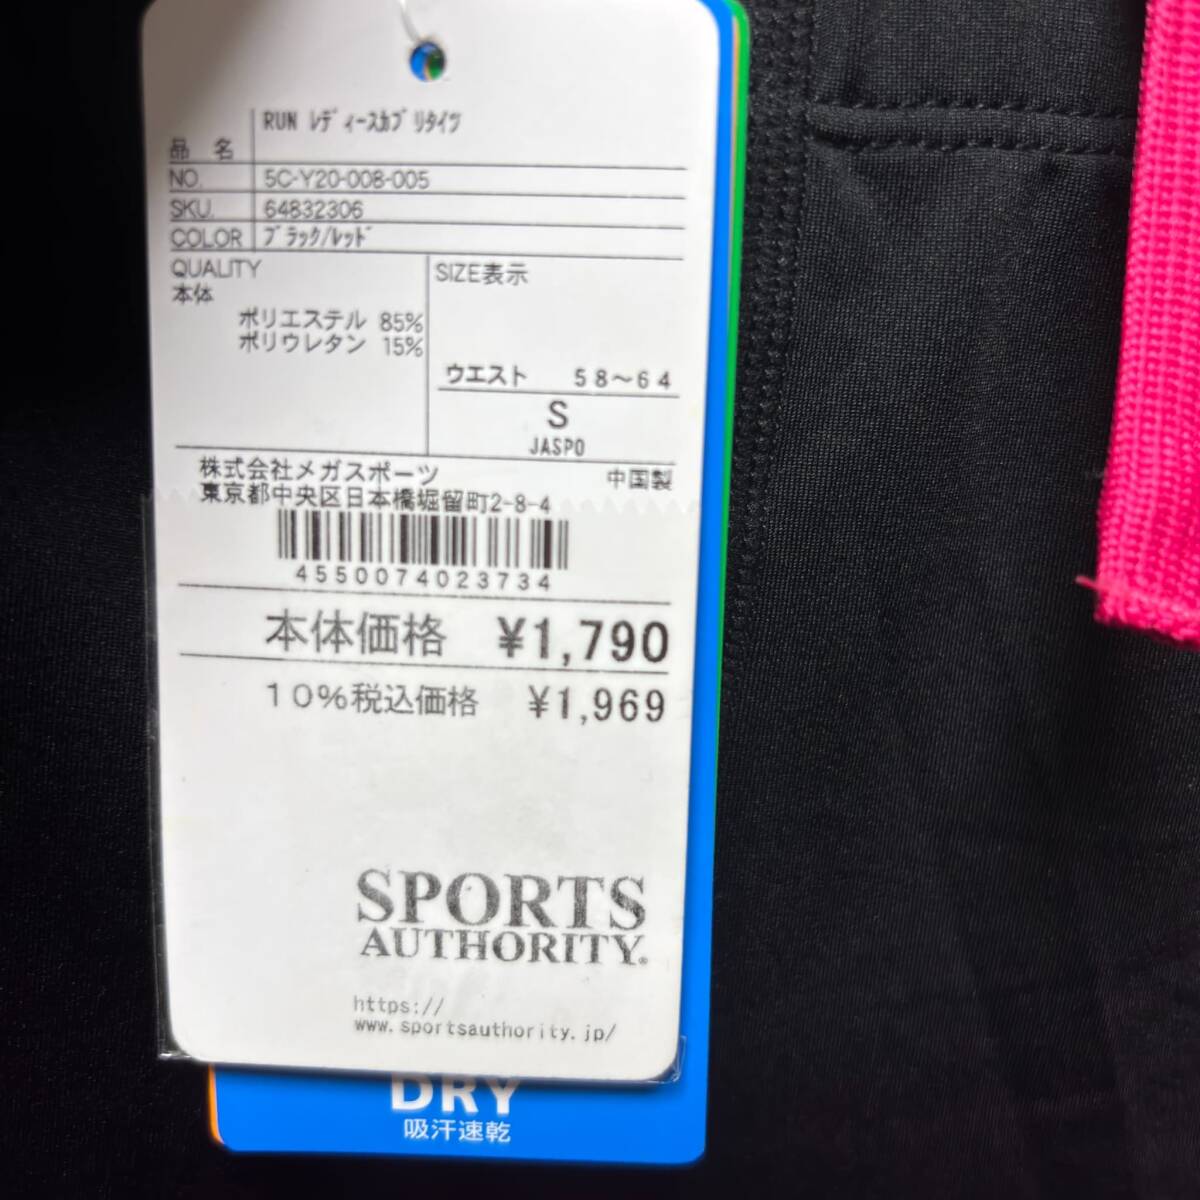 RUN ﾚﾃﾞｨｰｽｶﾌﾟﾘﾀｲﾂ
品 名
NO. 5C-Y20-008-005
SKU. 64832306
COLOR ﾌﾞﾗｯｸ/ﾚｯﾄﾞ
QUALITY
本体
ポリエステル 85%
ポリウレタン 15%
SIZE表示
ウエスト 58～64
S
JASPO
株式会社メガスポーツ 中国製
東京都中央区日本橋堀留町2-8-4
4550074023734
本体価格 ¥1,790
10%税込価格 ¥1,969
SPORTS
AUTHORITY.
https://
www.sportsauthority.jp/
DRY
吸汗速乾